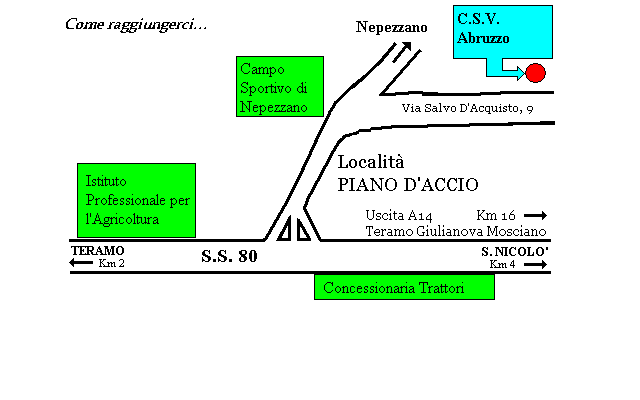 Come raggiungerci...
Nepezzano
C.S.V.
Abruzzo
Campo
Sportivo di
Nepezzano
Via Salvo D'Acquisto, 9
Località
PIANO D'ACCIO
Istituto
Professionale per
l'Agricoltura
Uscita A14 Km 16
Teramo Giulianova Mosciano
TERAMO
Km 2
S.S. 80
S. NICOLO'
Km 4
Concessionaria Trattori